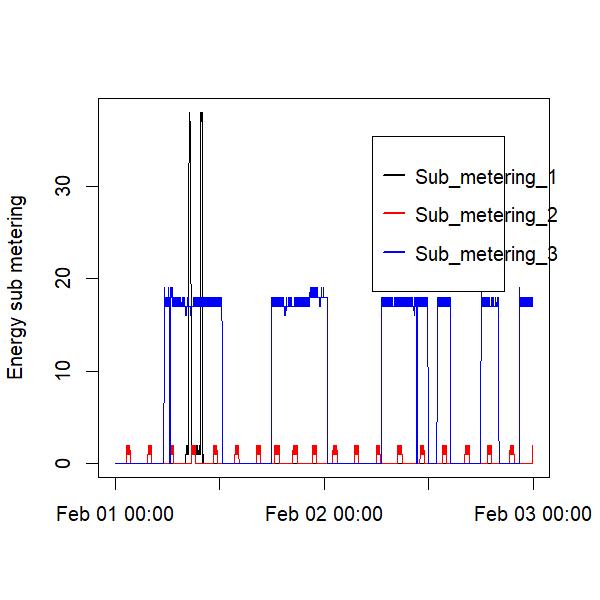 Energy sub metering
30
20
10
0
Sub_metering_1
Sub_metering_2
Sub_metering_3
Feb 01 00:00
Feb 02 00:00
Feb 03 00:00